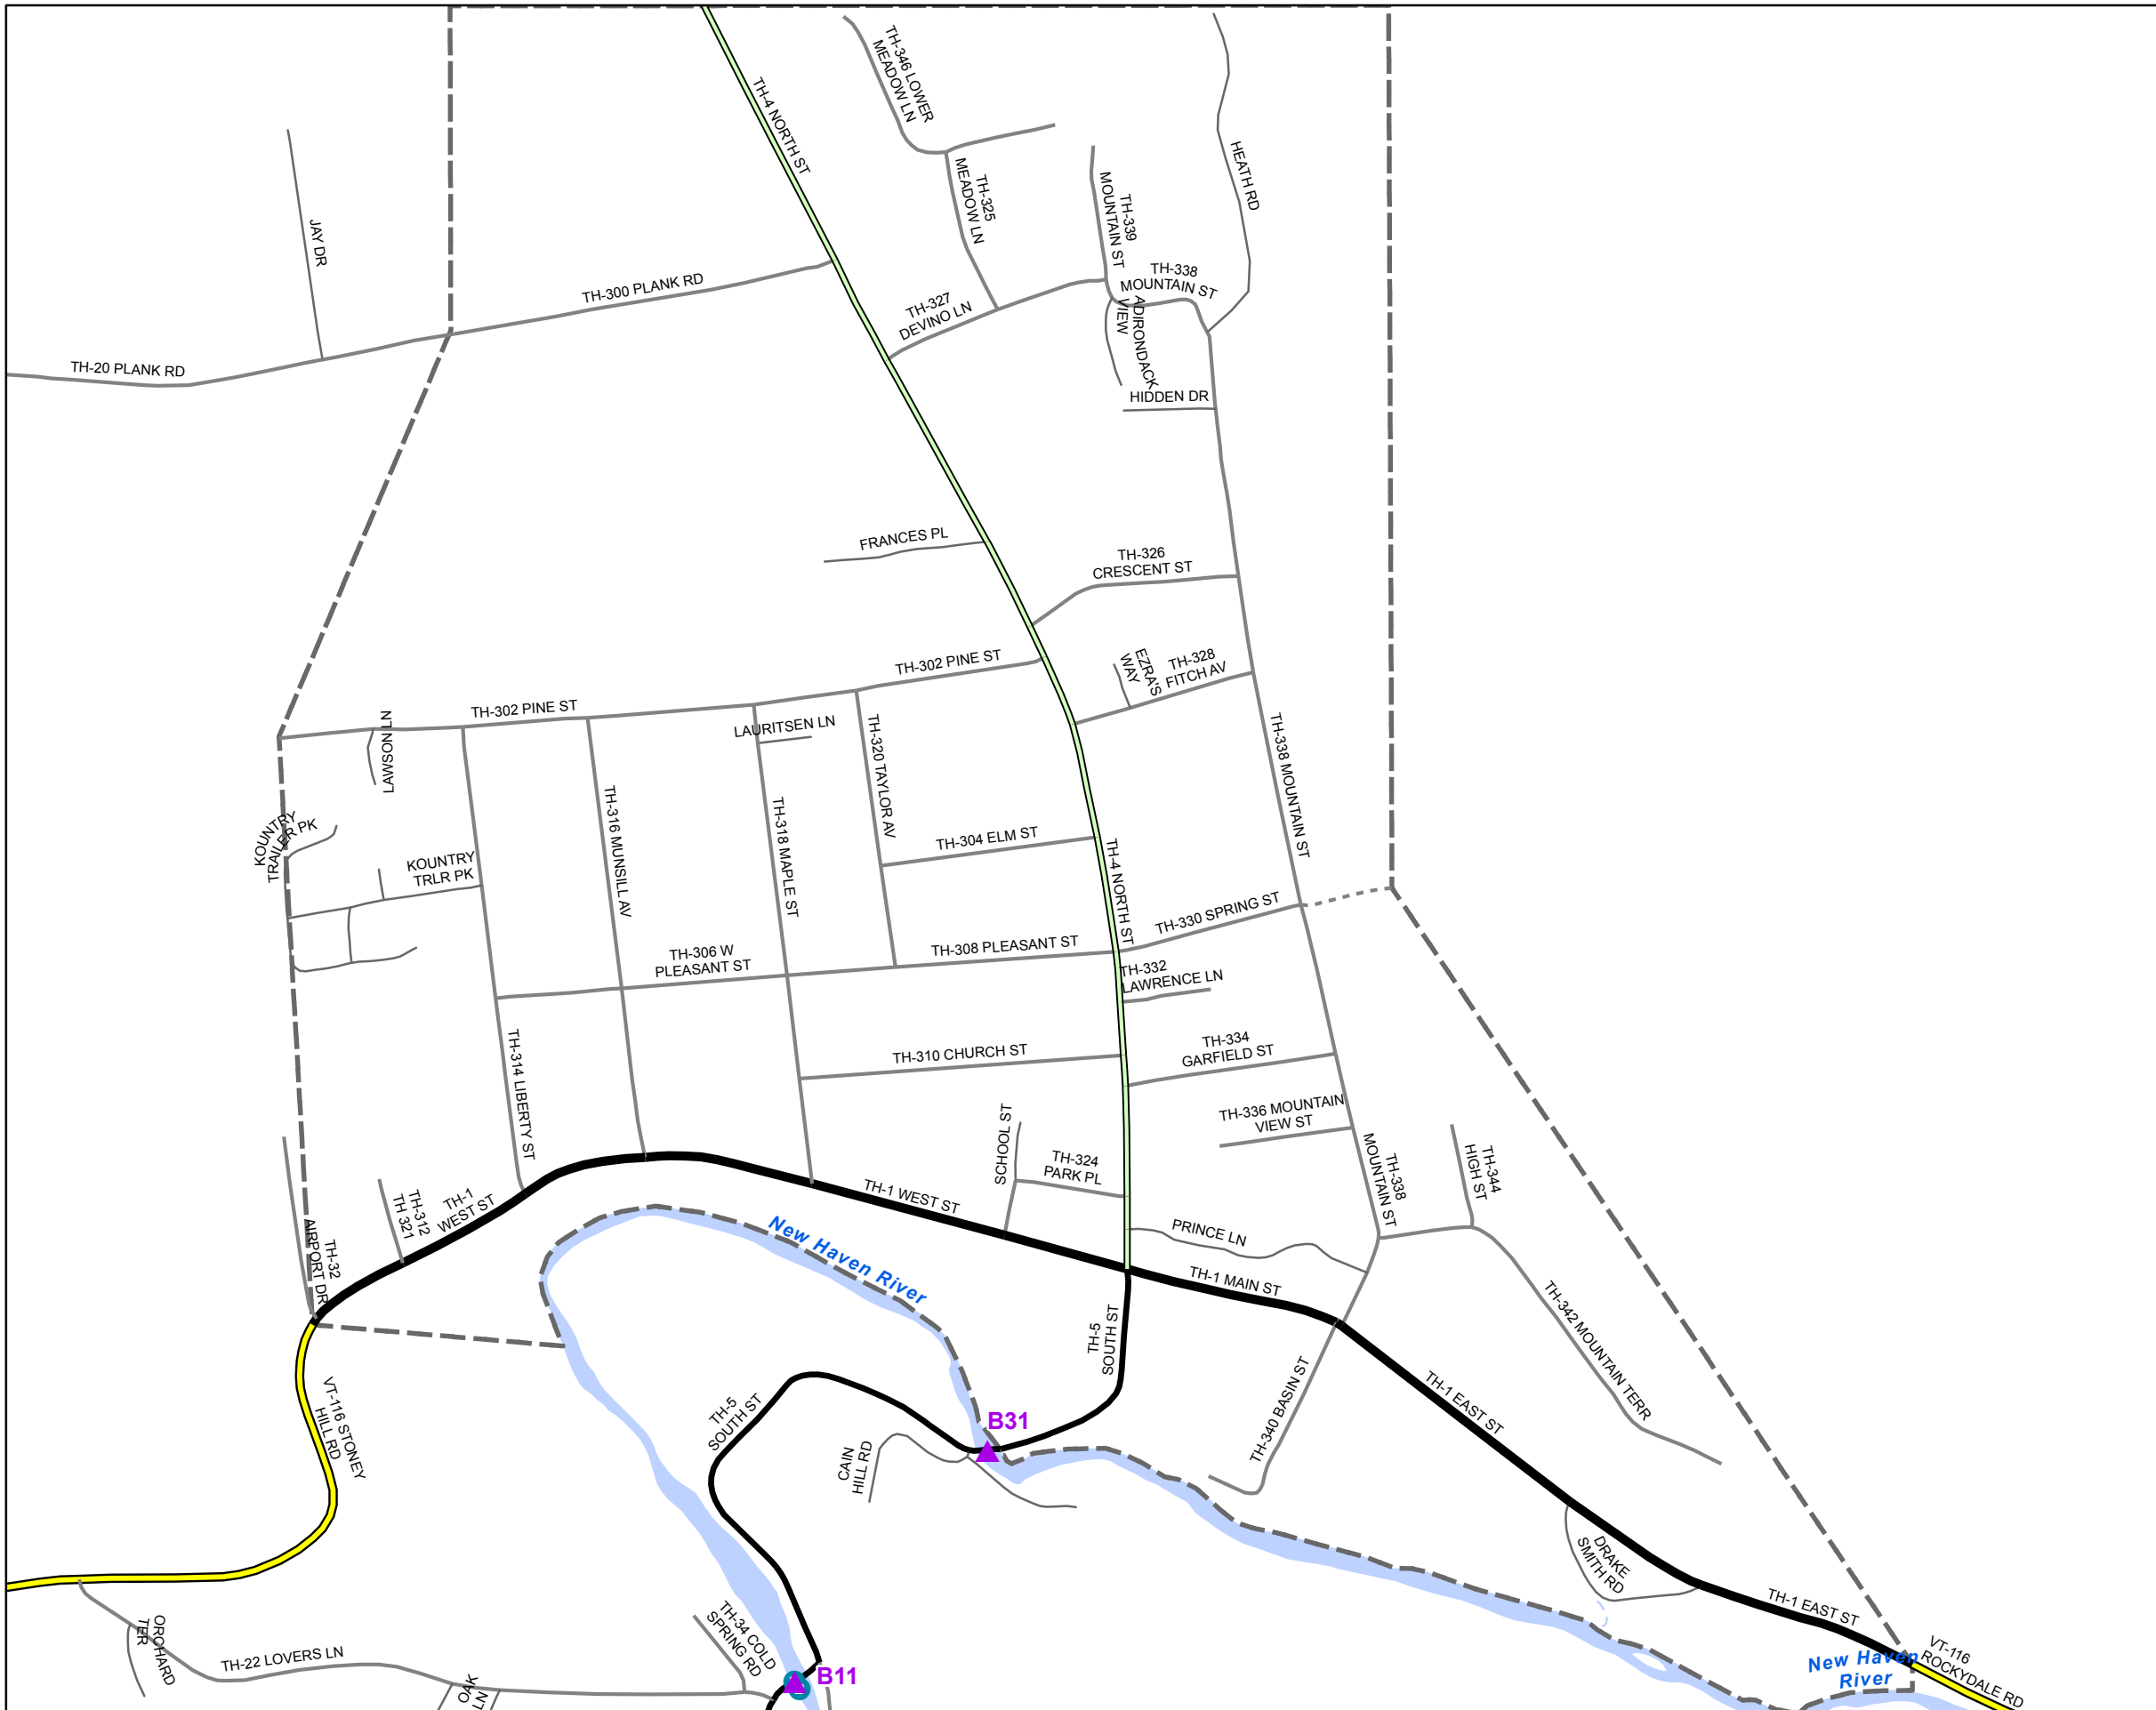 TH-346 LOWER
MEADOW LN
TH-4 NORTH ST
HEATH RD
TH-325
MEADOW LN
TH-339
MOUNTAIN ST
JAY DR
TH-338
MOUNTAIN ST
TH-300 PLANK RD
TH-327
DEVINO LN
ADIRONDACK
VIEW
TH-20 PLANK RD
HIDDEN DR
FRANCES PL
TH-326
CRESCENT ST
TH-302 PINE ST
EZRA'S
WAY
TH-328
FITCH AV
TH-302 PINE ST
LAWSON LN
LAURITSEN LN
TH-320 TAYLOR AV
TH-338 MOUNTAIN ST
KOUNTRY
TRAILER PK
TH-316 MUNSILL AV
TH-318 MAPLE ST
TH-304 ELM ST
TH-4 NORTH ST
KOUNTRY
TRLR PK
TH-330 SPRING ST
TH-306 W
PLEASANT ST
TH-308 PLEASANT ST
TH-332
LAWRENCE LN
TH-314 LIBERTY ST
TH-310 CHURCH ST
TH-334
GARFIELD ST
TH-336 MOUNTAIN
VIEW ST
SCHOOL ST
TH-324
PARK PL
TH-338
MOUNTAIN ST
TH-344
HIGH ST
TH-312
TH 321
TH-1
WEST ST
TH-1 WEST ST
TH-32
AIRPORT DR
New Haven River
PRINCE LN
TH-1 MAIN ST
TH-5
SOUTH ST
TH-342 MOUNTAIN TERR
VT-116 STONEY
HILL RD
TH-5
SOUTH ST
B31
CAIN
HILL RD
TH-340 BASIN ST
TH-1 EAST ST
DRAKE
SMITH RD
TH-1 EAST ST
ORCHARD
TER
TH-22 LOVERS LN
OAK
LN
TH-34 COLD
SPRING RD
B11
New Haven
River
VT-116
ROCKYDALE RD